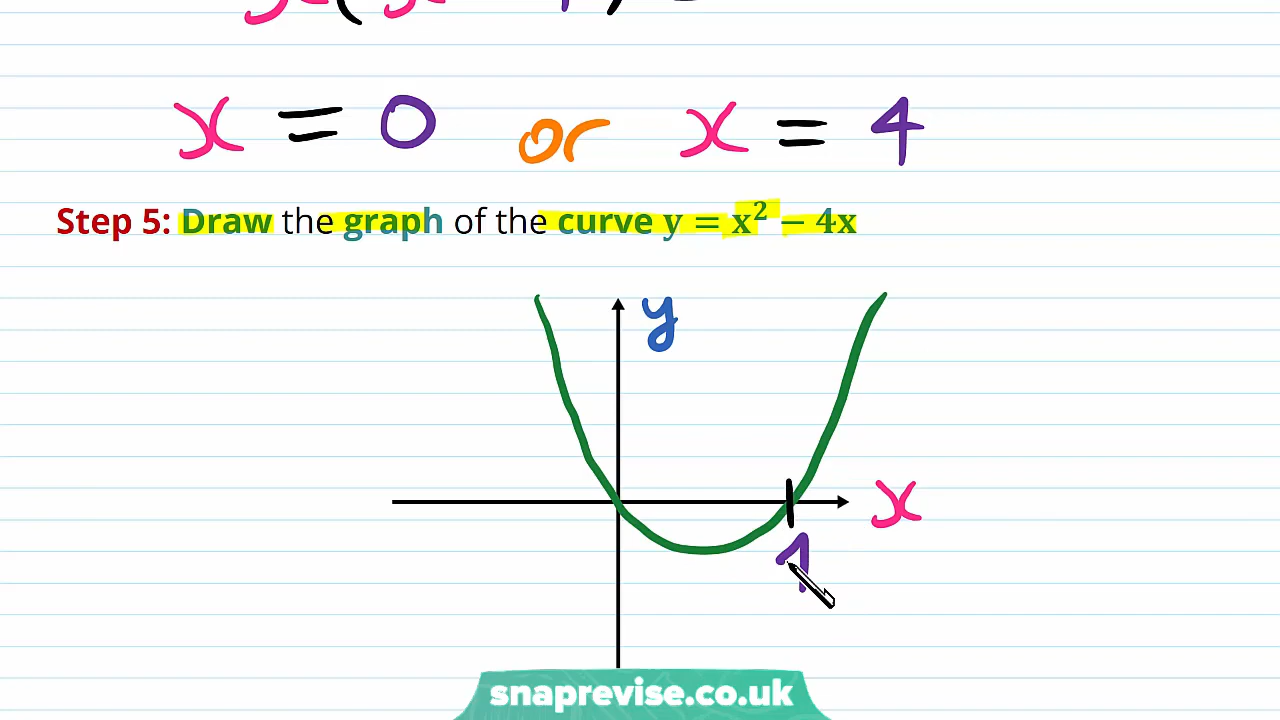 x = 0 or x = 4
Step 5: Draw the graph of the curve y = x² − 4x
y
x
snaprevise.co.uk